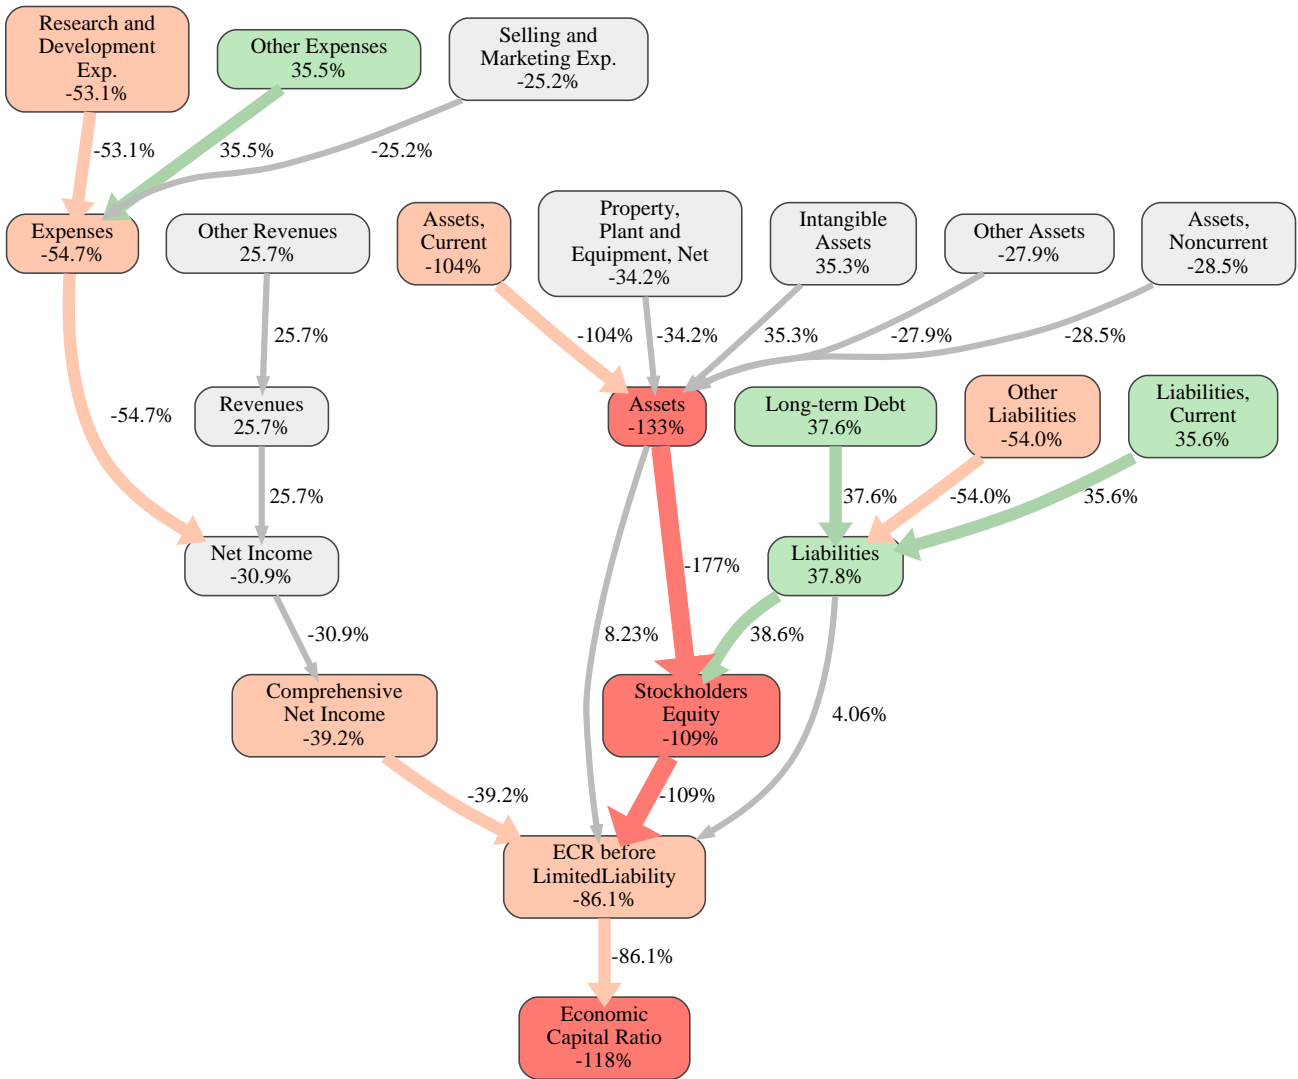 Research and
Development
Exp.
-53.1%
Other Expenses
35.5%
Selling and
Marketing Exp.
-25.2%
-53.1%
35.5%
-25.2%
Expenses
-54.7%
Other Revenues
25.7%
Assets,
Current
-104%
Property,
Plant and
Equipment, Net
-34.2%
Intangible
Assets
35.3%
Other Assets
-27.9%
Assets,
Noncurrent
-28.5%
25.7%
-104%
-34.2%
35.3%
-27.9%
-28.5%
-54.7%
Revenues
25.7%
Assets
-133%
Long-term Debt
37.6%
Other
Liabilities
-54.0%
Liabilities,
Current
35.6%
25.7%
37.6%
-54.0%
35.6%
Net Income
-30.9%
-177%
Liabilities
37.8%
-30.9%
8.23%
38.6%
Comprehensive
Net Income
-39.2%
Stockholders
Equity
-109%
4.06%
-39.2%
-109%
ECR before
LimitedLiability
-86.1%
-86.1%
Economic
Capital Ratio
-118%